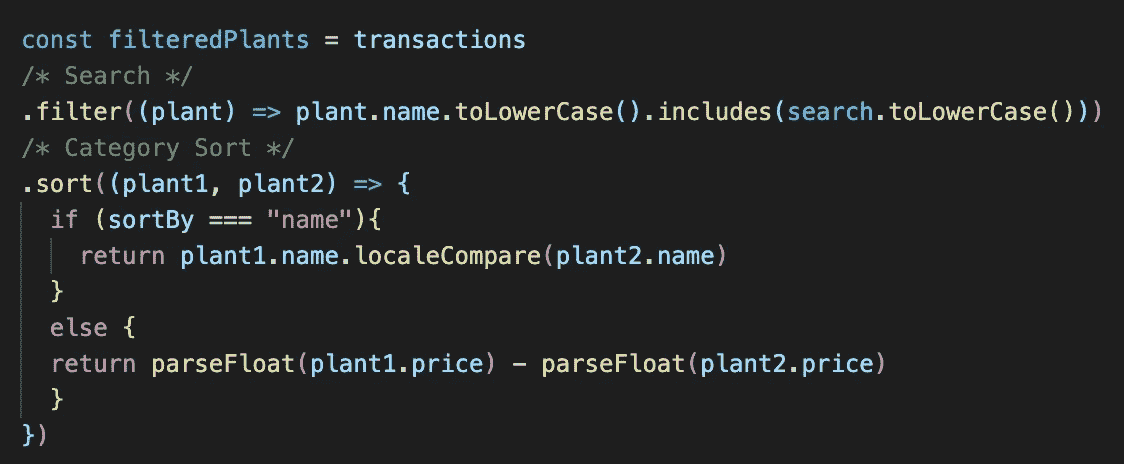 const filteredPlants = transactions
/* Search */
.filter((plant) => plant.name.toLowerCase().includes(search.toLowerCase()))
/* Category Sort */
.sort((plant1, plant2) => {
if (sortBy === "name"){
return plant1.name.localeCompare(plant2.name)
}
else {
return parseFloat(plant1.price) - parseFloat(plant2.price)
}
})